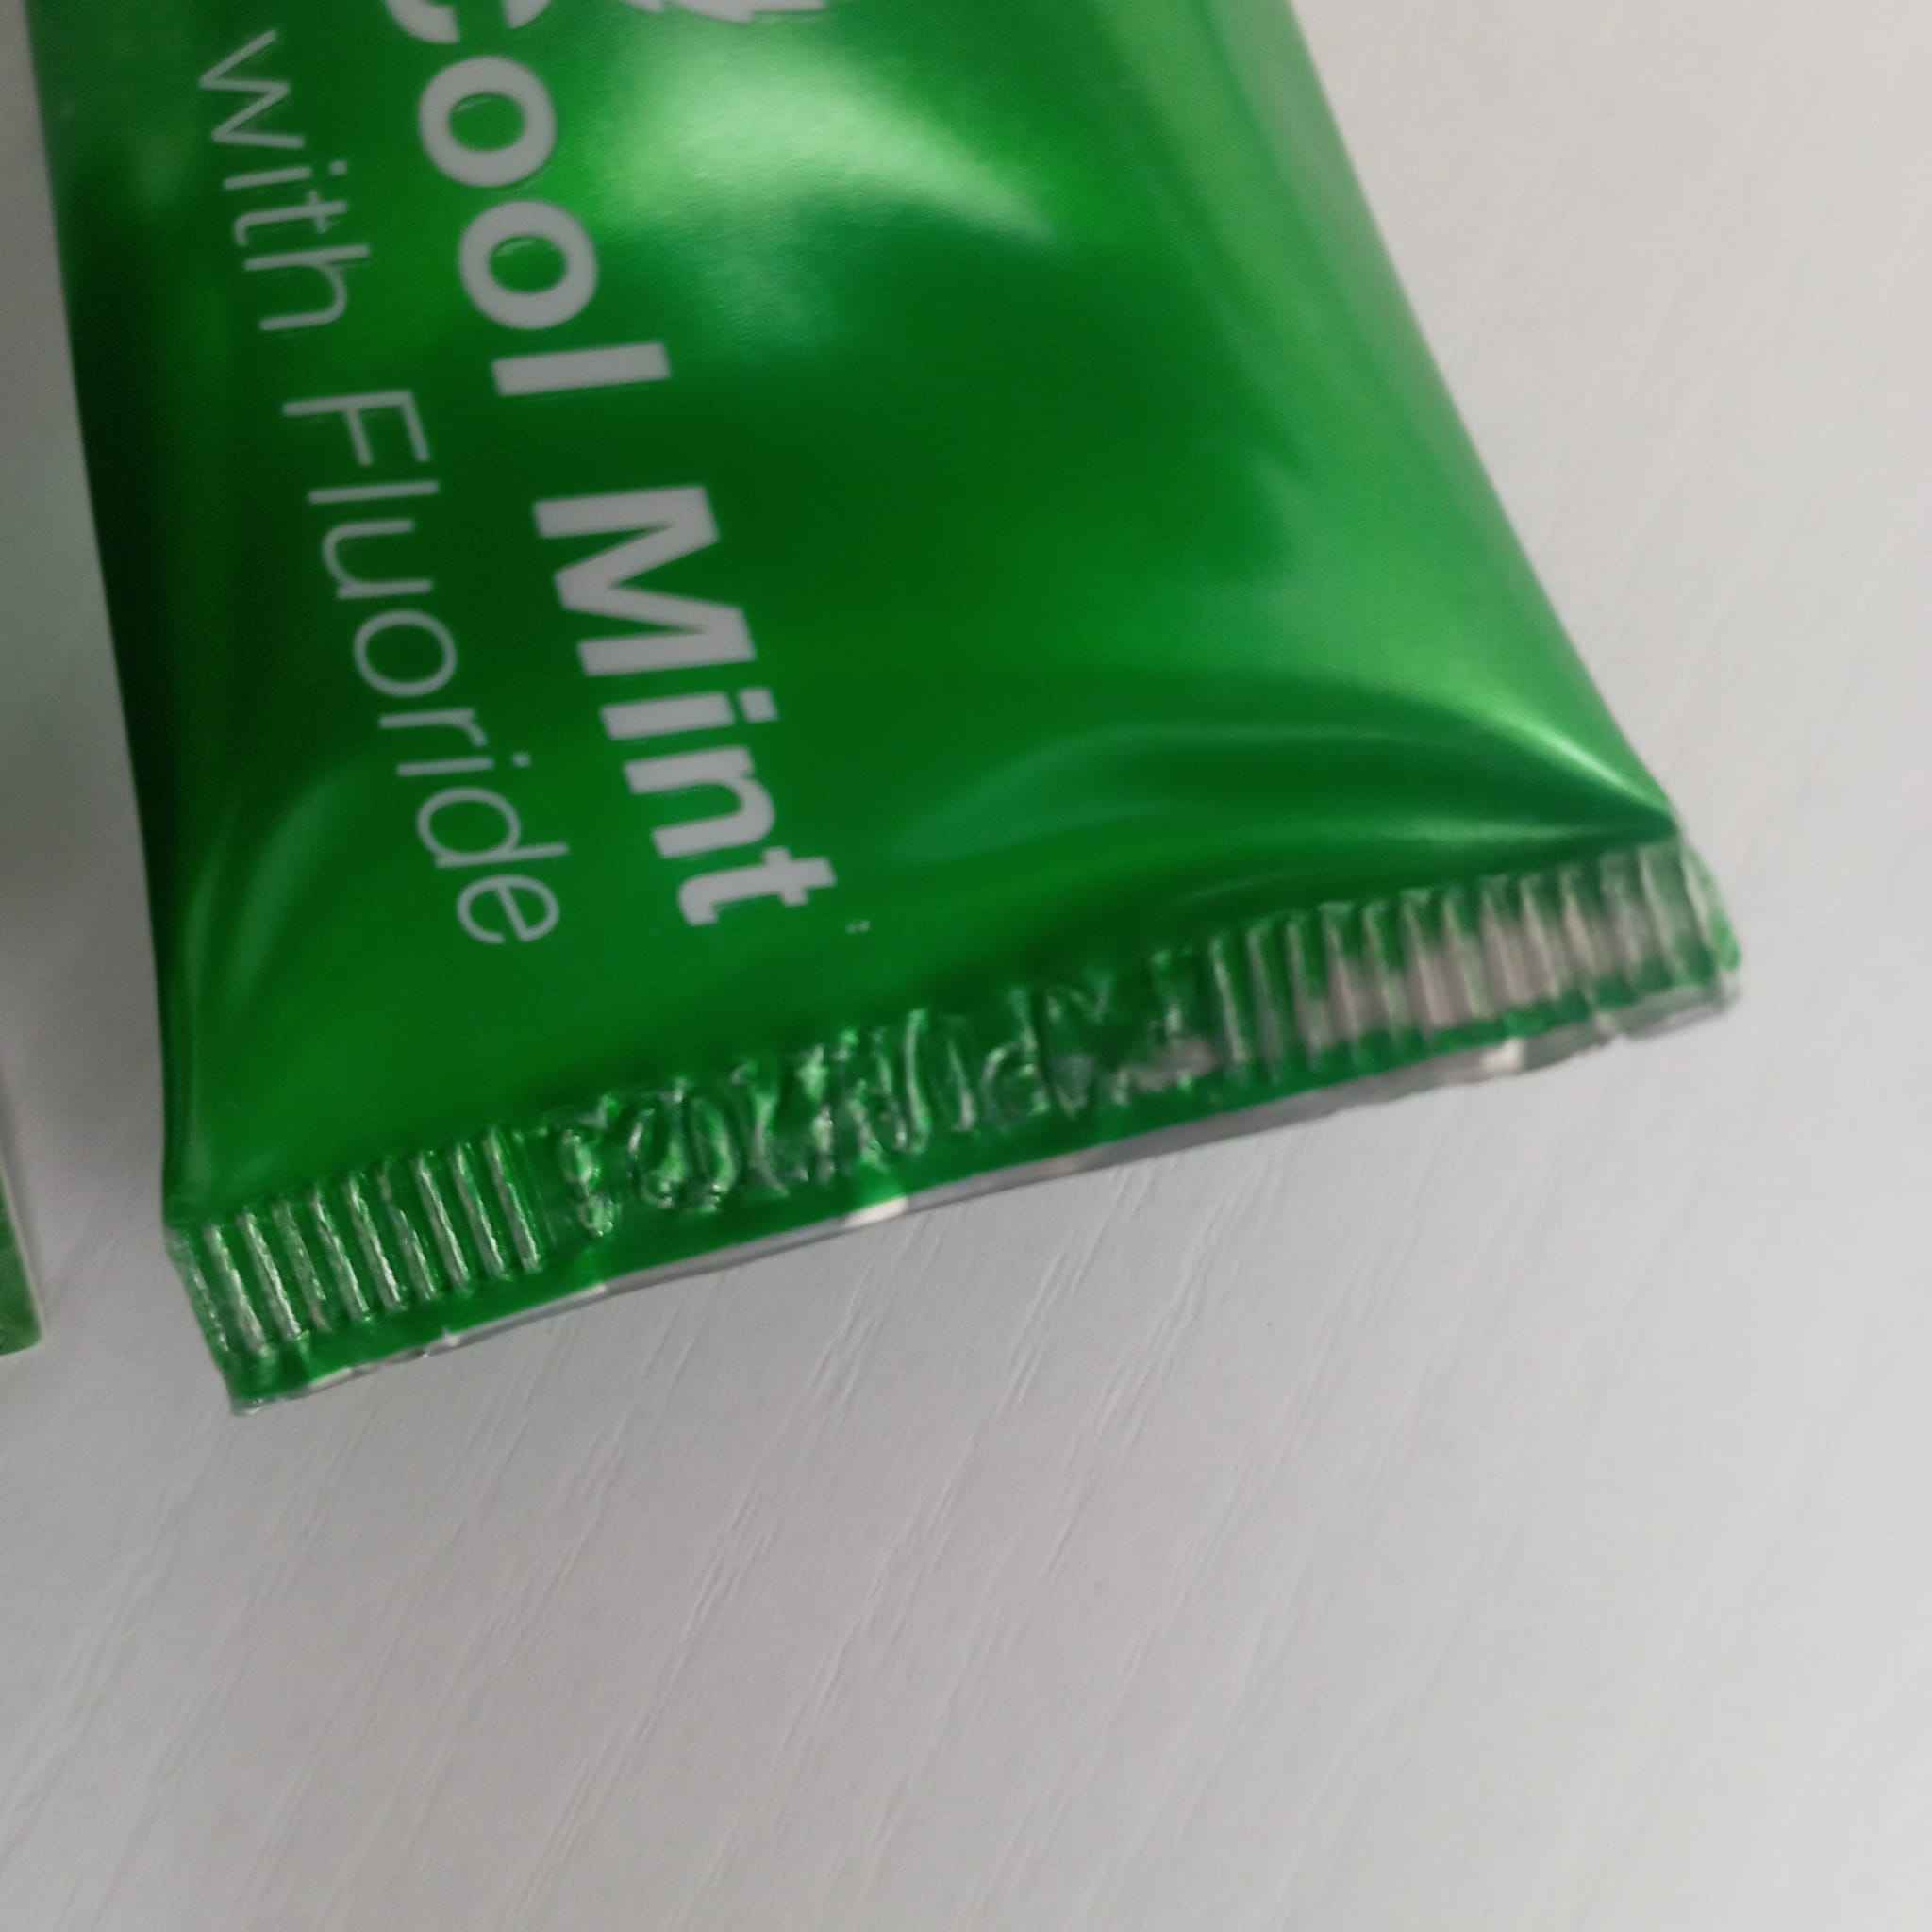 Cool Mint
with Fluoride